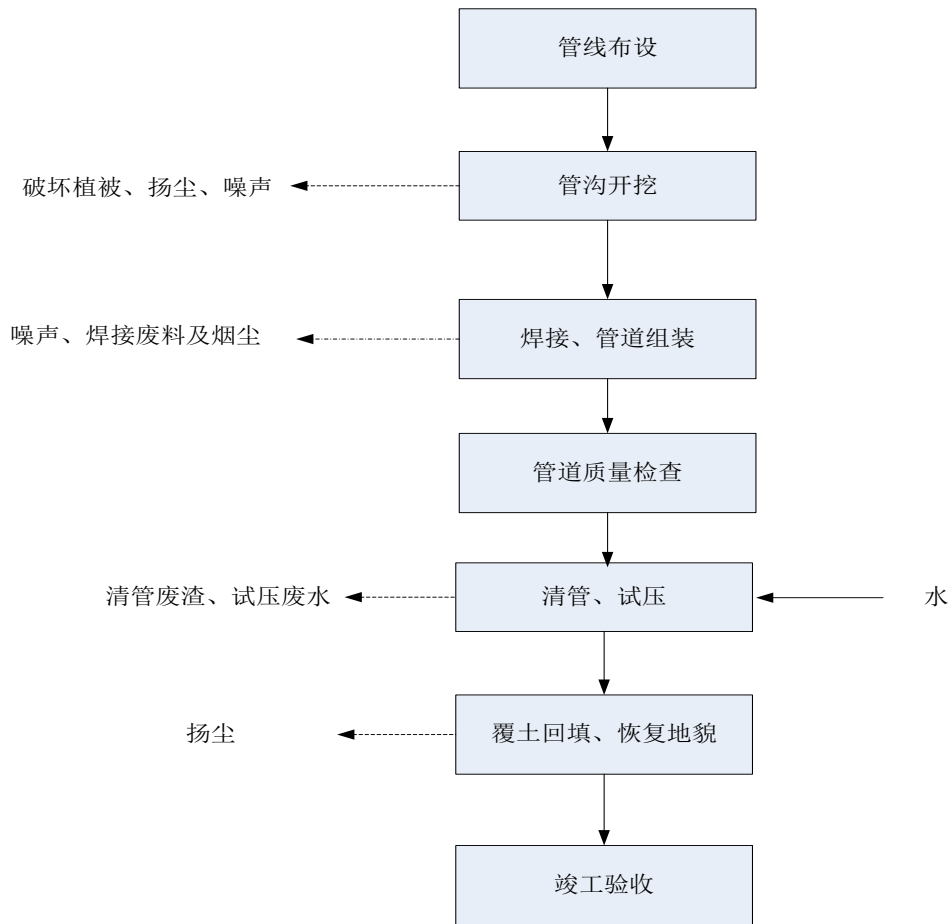 管线布设
破坏植被、扬尘、噪声
管沟开挖
噪声、焊接废料及烟尘
焊接、管道组装
管道质量检查
清管废渣、试压废水
清管、试压
水
扬尘
覆土回填、恢复地貌
竣工验收